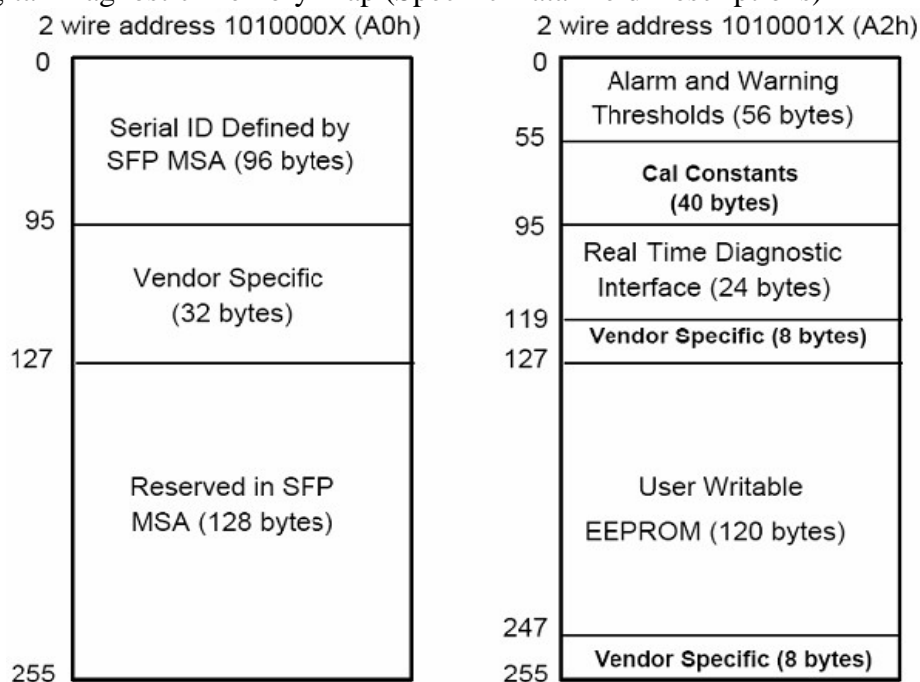 2 wire address 1010000X (A0h)
0
Serial ID Defined by
SFP MSA (96 bytes)
95
Vendor Specific
(32 bytes)
127
Reserved in SFP
MSA (128 bytes)
255
2 wire address 1010001X (A2h)
0
Alarm and Warning
Thresholds (56 bytes)
55
Cal Constants
(40 bytes)
95
Real Time Diagnostic
Interface (24 bytes)
119
Vendor Specific (8 bytes)
127
User Writable
EEPROM (120 bytes)
247
Vendor Specific (8 bytes)
255